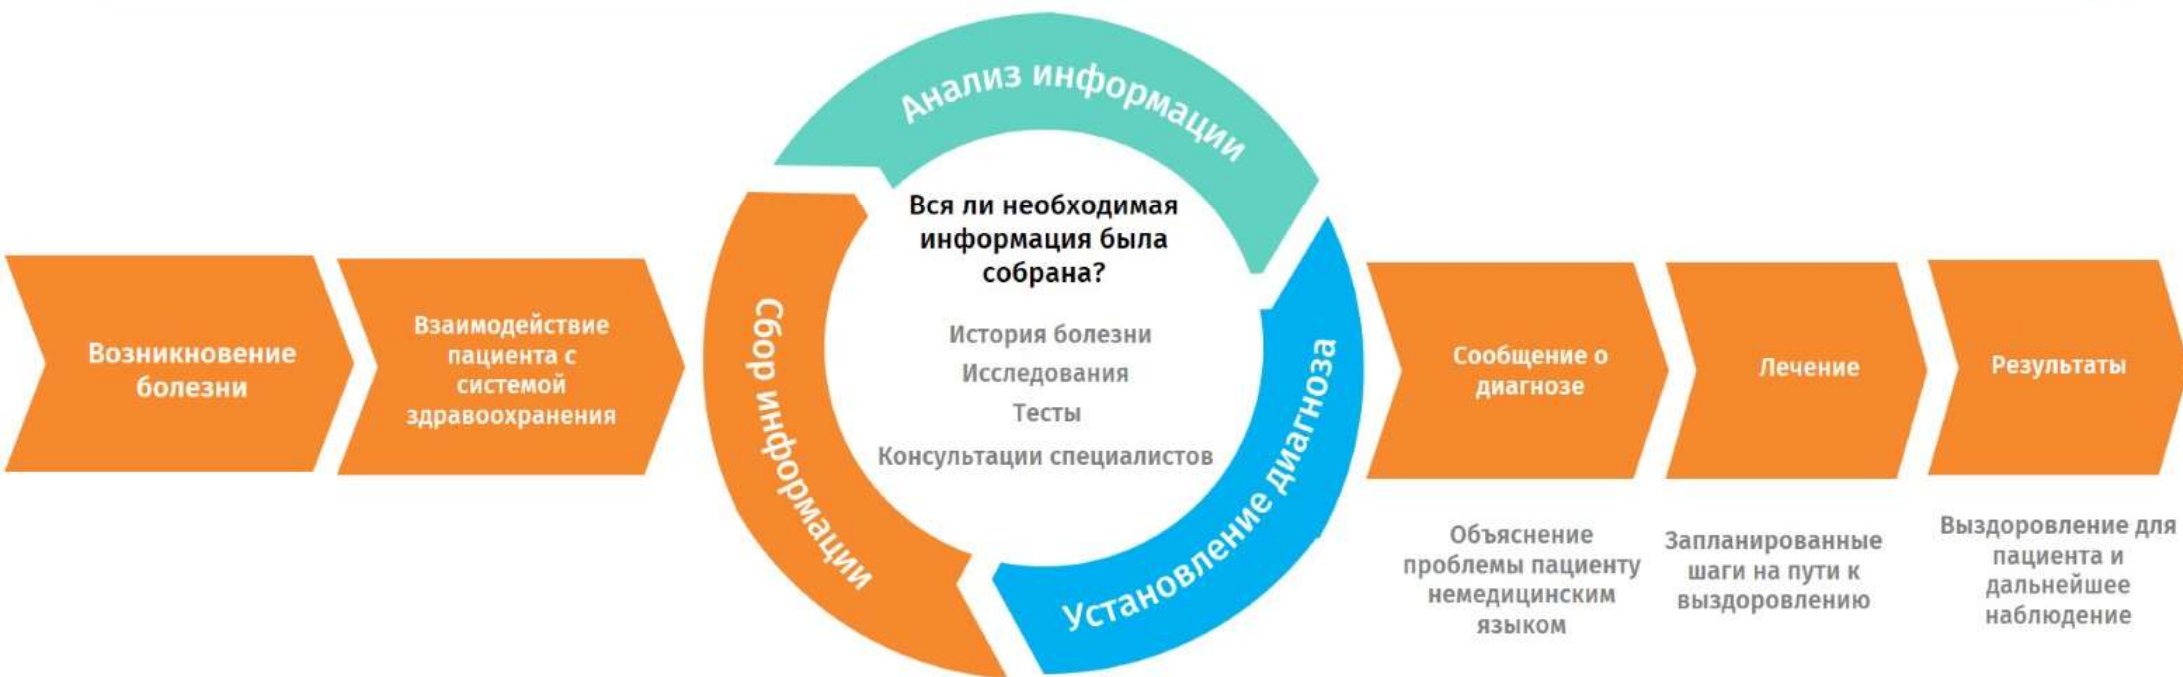 Возникновение
болезни
Взаимодействие
пациента с
системой
здравоохранения
Сбор информации
Анализ информации
Установление диагноза
Вся ли необходимая
информация была
собрана?
История болезни
Исследования
Тесты
Консультации специалистов
Сообщение о
диагнозе
Объяснение
проблемы пациенту
немедицинским
языком
Лечение
Запланированные
шаги на пути к
выздоровлению
Результаты
Выздоровление для
пациента и
дальнейшее
наблюдение